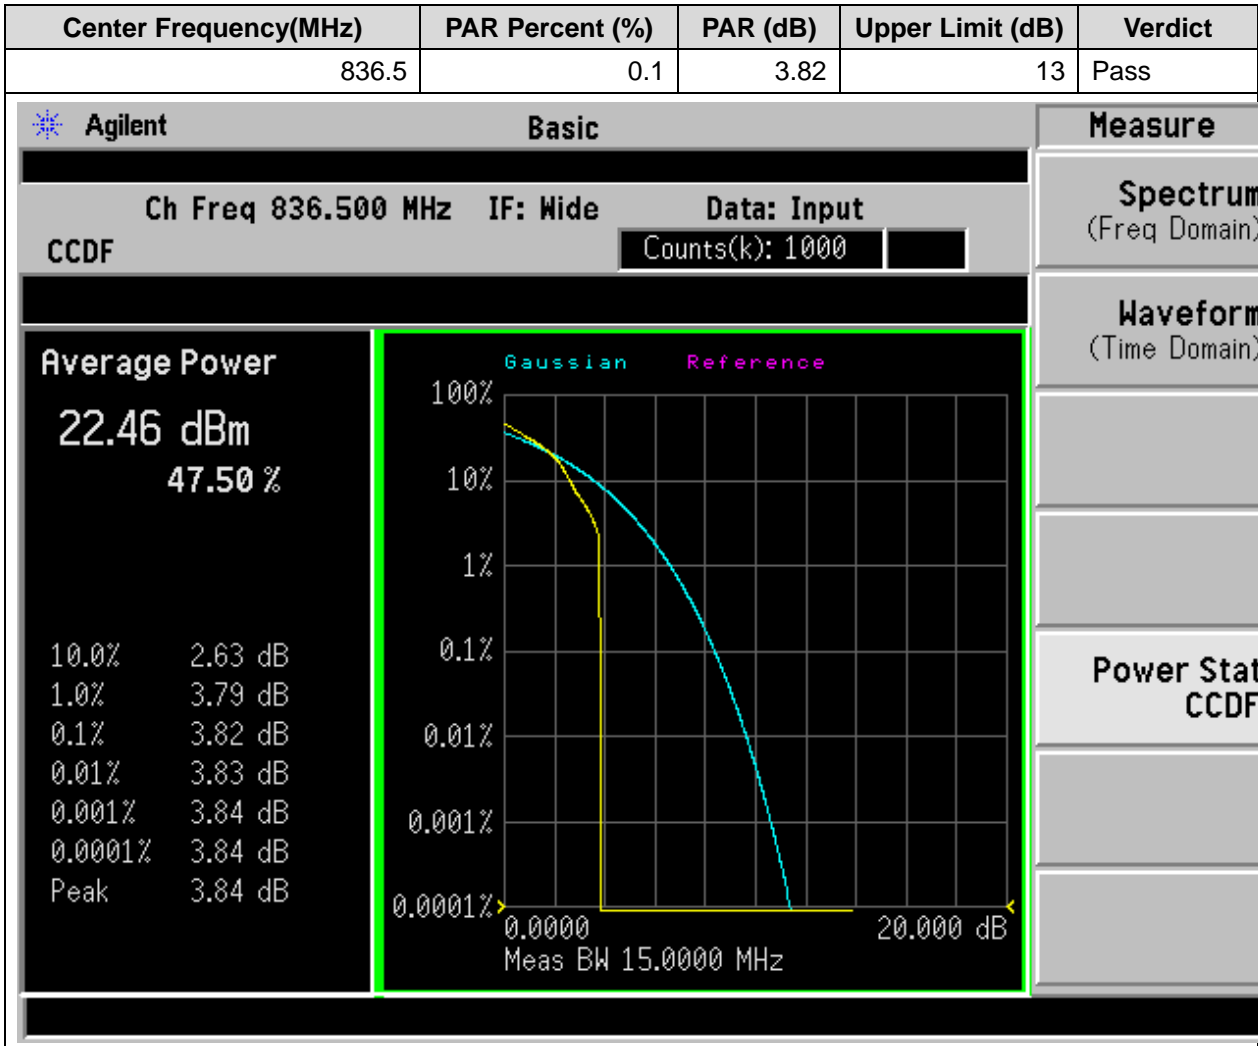 Center Frequency(MHz) PAR Percent (%) PAR (dB) Upper Limit (dB) Verdict
836.5 0.1 3.82 13 Pass
Agilent Basic Measure
Ch Freq 836.500 MHz IF: Wide Data: Input
CCDF Counts(k): 1000
Spectrum
(Freq Domain)
Waveform
(Time Domain)
Power Stat
CCDF
Average Power
22.46 dBm
47.50 %
10.0% 2.63 dB
1.0% 3.79 dB
0.1% 3.82 dB
0.01% 3.83 dB
0.001% 3.84 dB
0.0001% 3.84 dB
Peak 3.84 dB
Gaussian Reference
100%
10%
1%
0.1%
0.01%
0.001%
0.0001%
0.0000 20.000 dB
Meas BW 15.0000 MHz